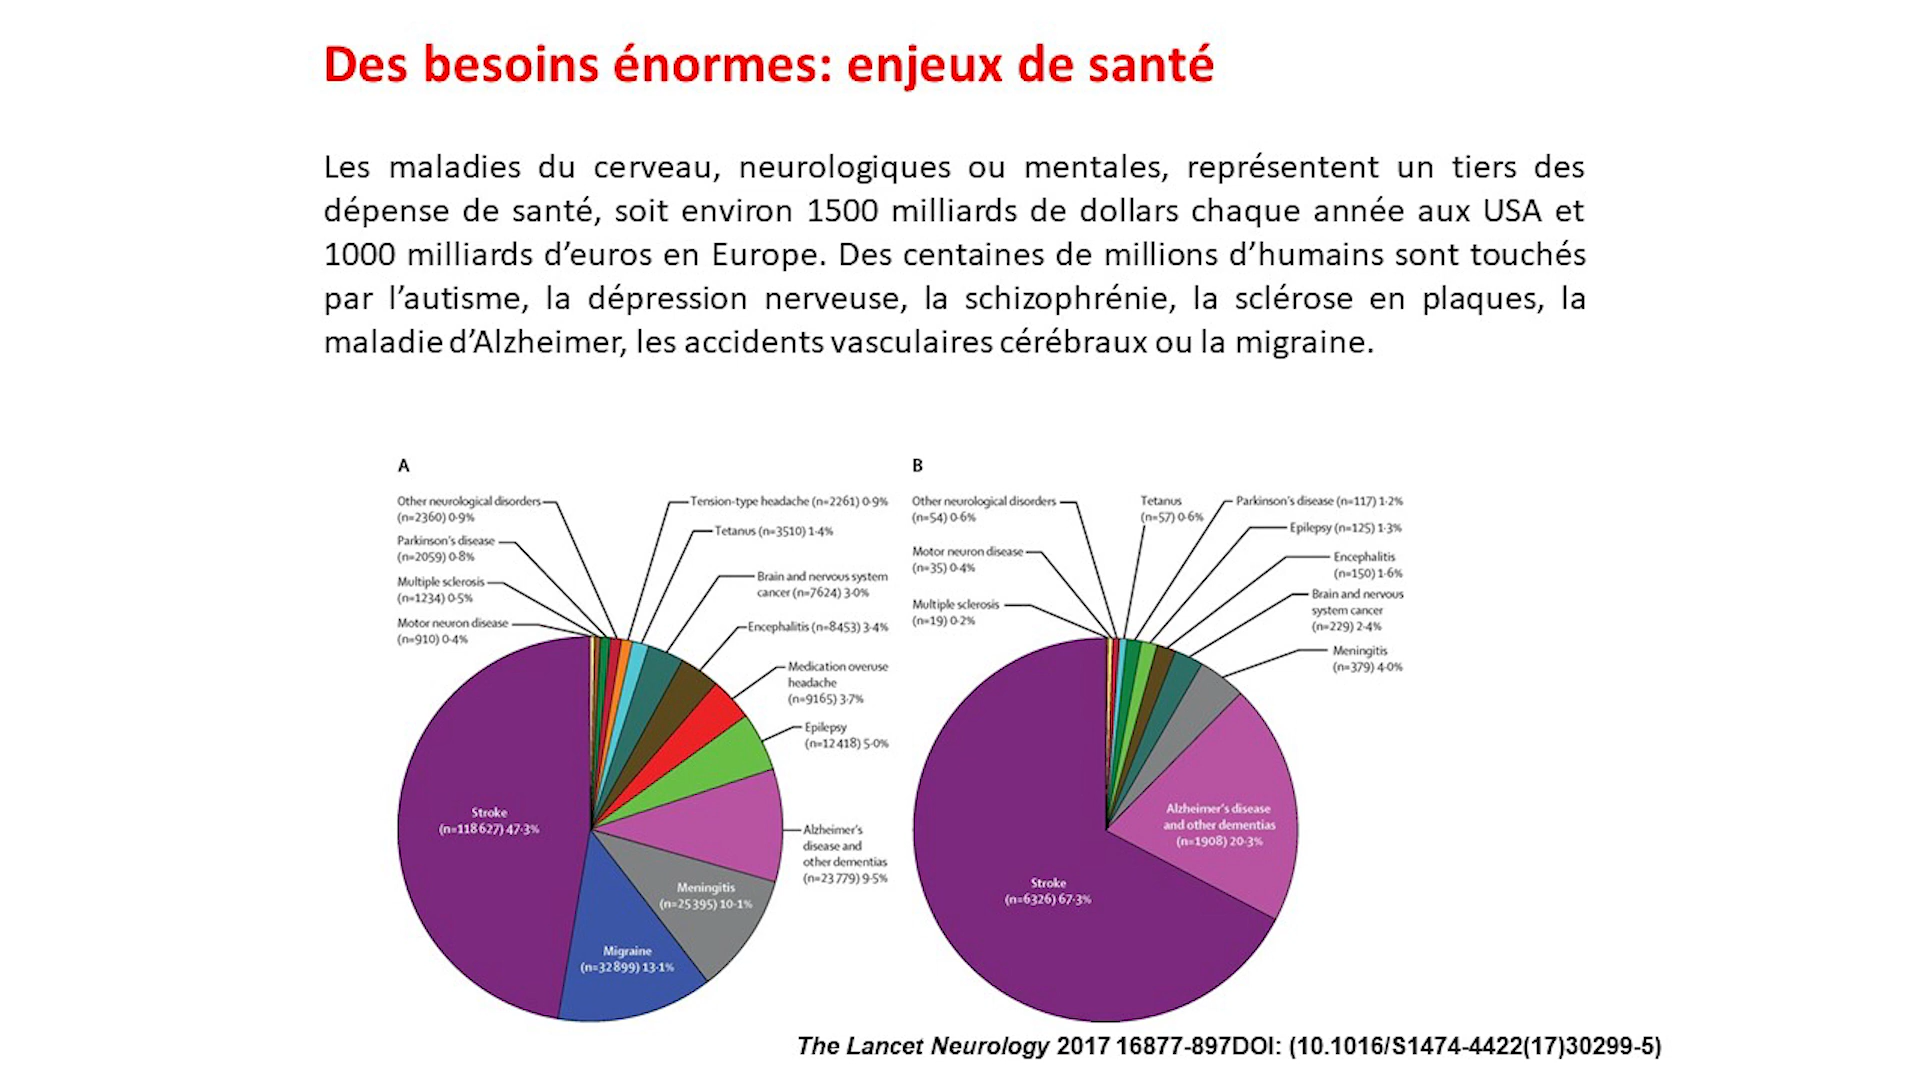 Des besoins énormes: enjeux de santé
Les maladies du cerveau, neurologiques ou mentales, représentent un tiers des
dépense de santé, soit environ 1500 milliards de dollars chaque année aux USA et
1000 milliards d’euros en Europe. Des centaines de millions d’humains sont touchés
par l’autisme, la dépression nerveuse, la schizophrénie, la sclérose en plaques, la
maladie d’Alzheimer, les accidents vasculaires cérébraux ou la migraine.
A
Other neurological disorders
(n=2360) 0·9%
Parkinson's disease
(n=2059) 0·8%
Multiple sclerosis
(n=1234) 0·5%
Motor neuron disease
(n=910) 0·4%
Tension-type headache (n=2261) 0·9%
Tetanus (n=3510) 1·4%
Brain and nervous system
cancer (n=7624) 3·0%
Encephalitis (n=8453) 3·4%
Medication overuse
headache
(n=9165) 3·7%
Epilepsy
(n=12 418) 5·0%
Alzheimer's
disease and
other dementias
(n=23 779) 9·5%
Meningitis
(n=25 395) 10·1%
Migraine
(n=32 899) 13·1%
Stroke
(n=118 627) 47·3%
B
Other neurological disorders
(n=54) 0·6%
Motor neuron disease
(n=35) 0·4%
Multiple sclerosis
(n=19) 0·2%
Tetanus
(n=57) 0·6%
Parkinson's disease (n=117) 1·2%
Epilepsy (n=125) 1·3%
Encephalitis
(n=150) 1·6%
Brain and nervous
system cancer
(n=229) 2·4%
Meningitis
(n=379) 4·0%
Alzheimer's disease
and other dementias
(n=1908) 20·3%
Stroke
(n=6326) 67·3%
The Lancet Neurology 2017 16877-897DOI: (10.1016/S1474-4422(17)30299-5)